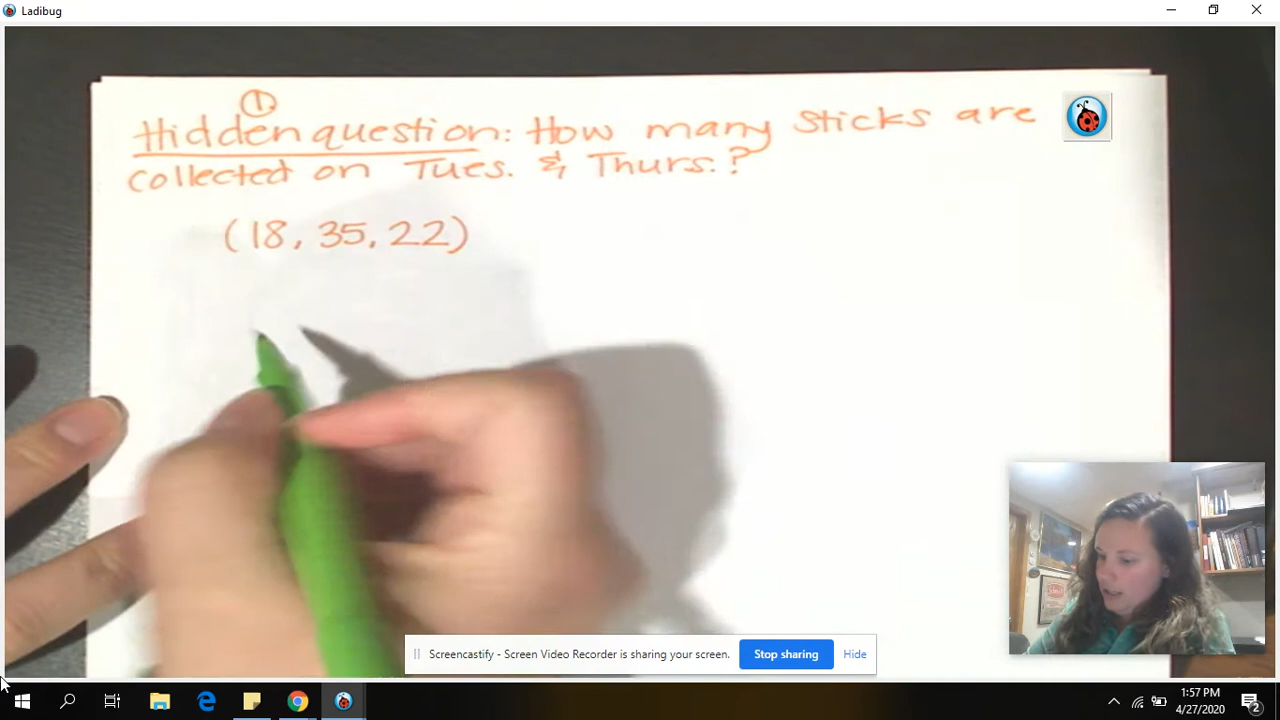 Ladibug
①
Hidden question: How many sticks are
collected on Tues. & Thurs.?
(18, 35, 22)
Screencastify - Screen Video Recorder is sharing your screen.
Stop sharing
Hide
1:57 PM
4/27/2020
2